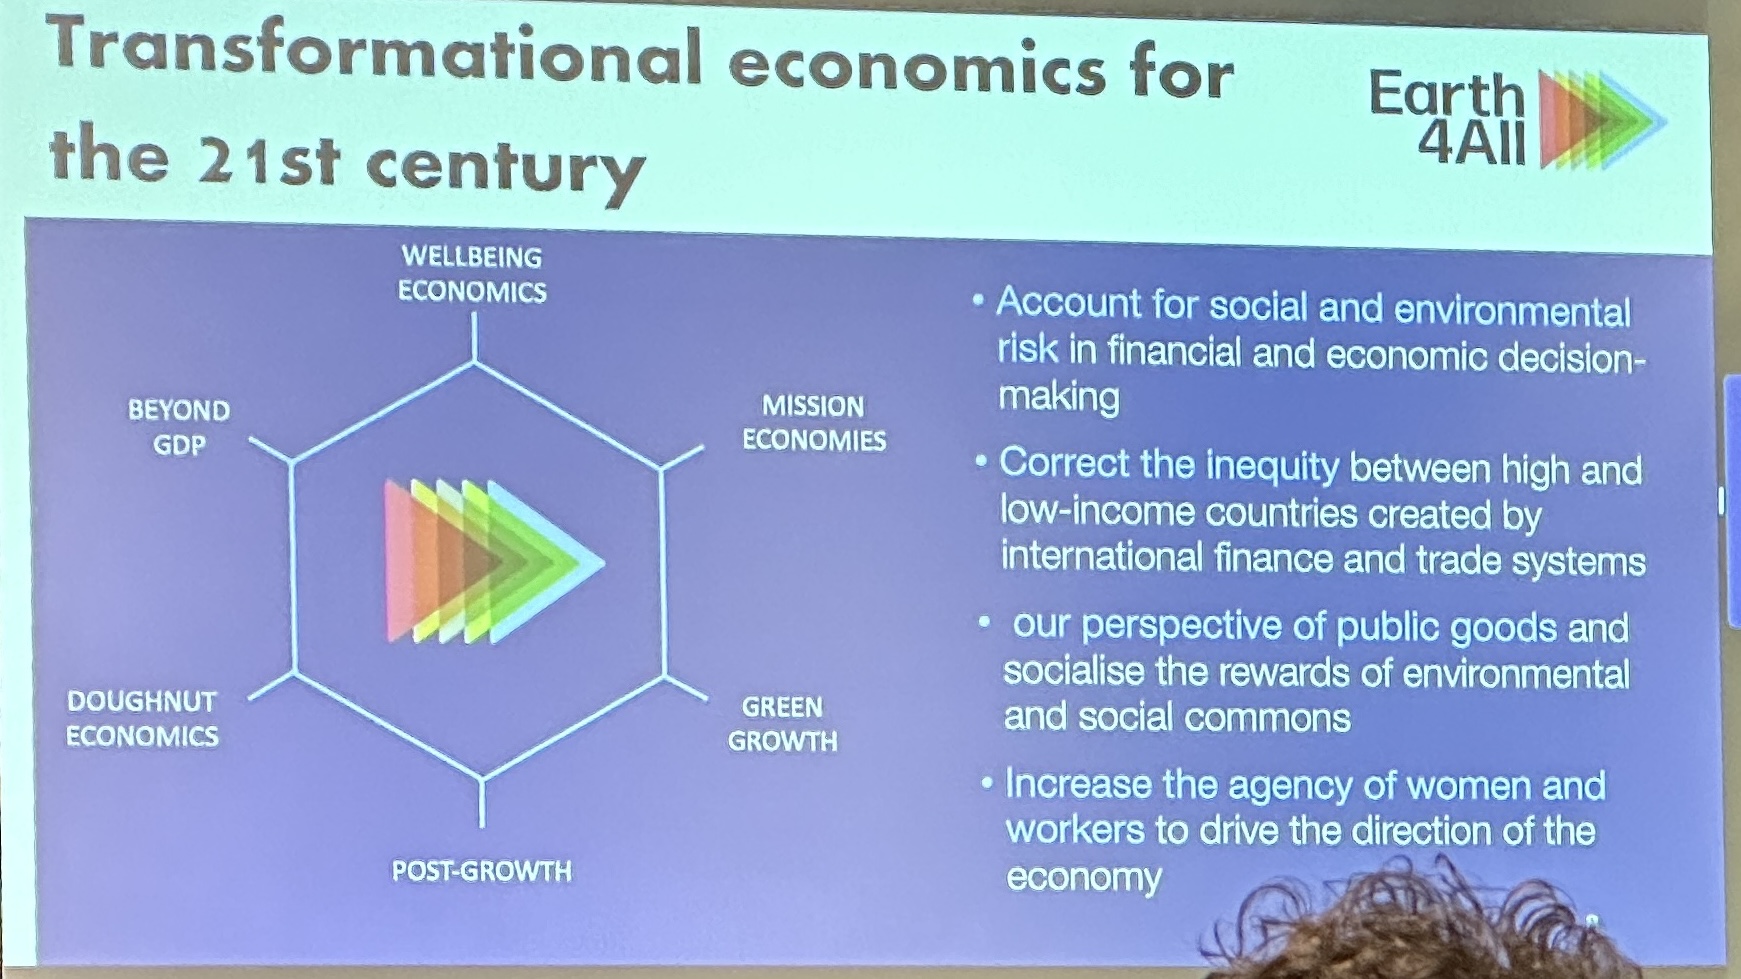 Transformational economics for
the 21st century
Earth
4All
WELLBEING
ECONOMICS
BEYOND
GDP
MISSION
ECONOMIES
DOUGHNUT
ECONOMICS
GREEN
GROWTH
POST-GROWTH
• Account for social and environmental
risk in financial and economic decision-
making
• Correct the inequity between high and
low-income countries created by
international finance and trade systems
• our perspective of public goods and
socialise the rewards of environmental
and social commons
• Increase the agency of women and
workers to drive the direction of the
economy